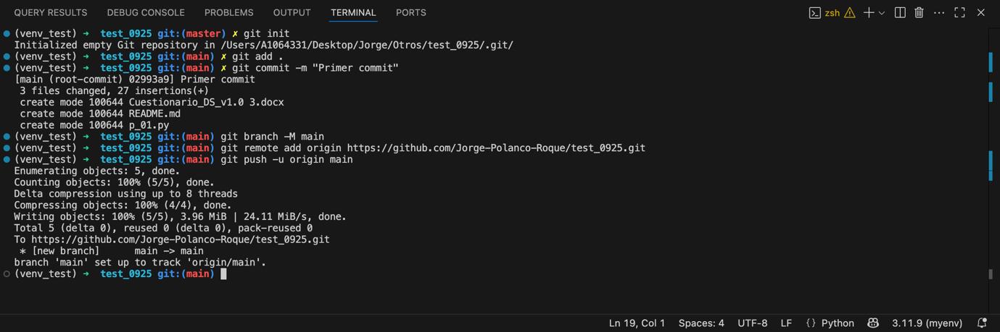 QUERY RESULTS DEBUG CONSOLE PROBLEMS OUTPUT TERMINAL PORTS zsh
(venv_test) → test_0925 git:(master) ✗ git init
Initialized empty Git repository in /Users/A1064331/Desktop/Jorge/Otros/test_0925/.git/
(venv_test) → test_0925 git:(main) ✗ git add .
(venv_test) → test_0925 git:(main) ✗ git commit -m "Primer commit"
[main (root-commit) 02993a9] Primer commit
3 files changed, 27 insertions(+)
create mode 100644 Cuestionario_DS_v1.0 3.docx
create mode 100644 README.md
create mode 100644 p_01.py
(venv_test) → test_0925 git:(main) git branch -M main
(venv_test) → test_0925 git:(main) git remote add origin https://github.com/Jorge-Polanco-Roque/test_0925.git
(venv_test) → test_0925 git:(main) git push -u origin main
Enumerating objects: 5, done.
Counting objects: 100% (5/5), done.
Delta compression using up to 8 threads
Compressing objects: 100% (4/4), done.
Writing objects: 100% (5/5), 3.96 MiB | 24.11 MiB/s, done.
Total 5 (delta 0), reused 0 (delta 0), pack-reused 0
To https://github.com/Jorge-Polanco-Roque/test_0925.git
* [new branch] main -> main
branch 'main' set up to track 'origin/main'.
(venv_test) → test_0925 git:(main)
Ln 19, Col 1 Spaces: 4 UTF-8 LF {} Python 3.11.9 (myenv)